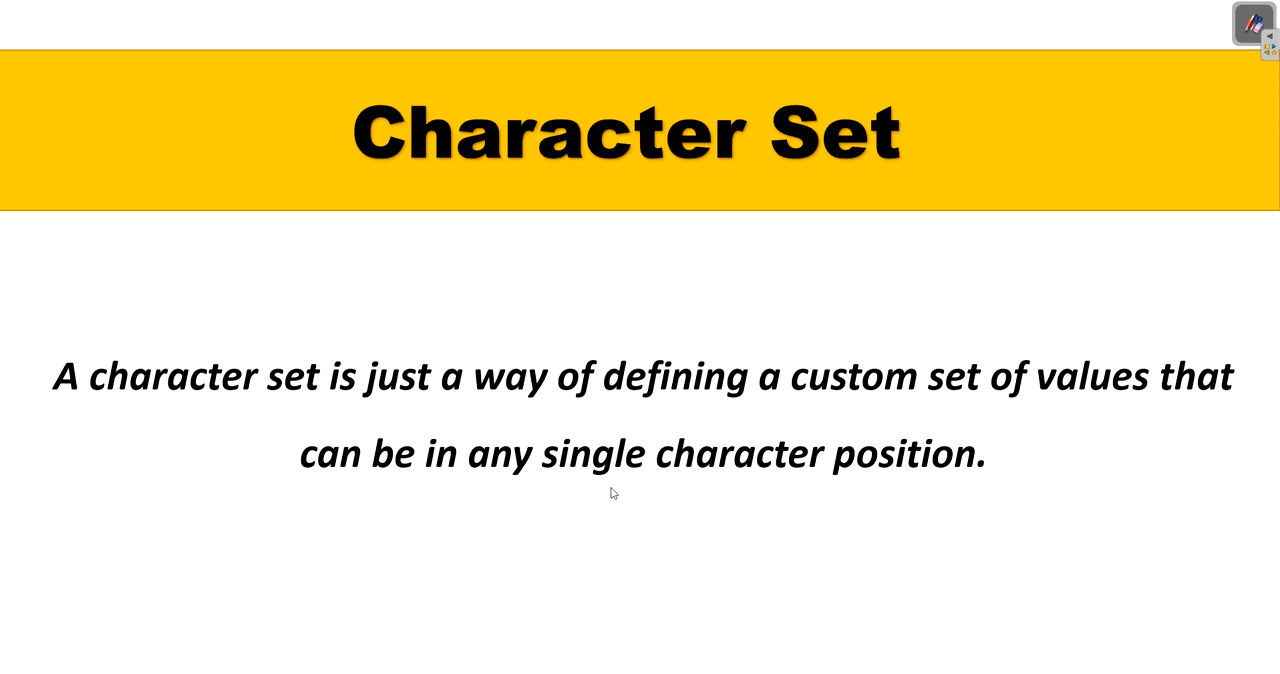 Character Set
A character set is just a way of defining a custom set of values that
can be in any single character position.